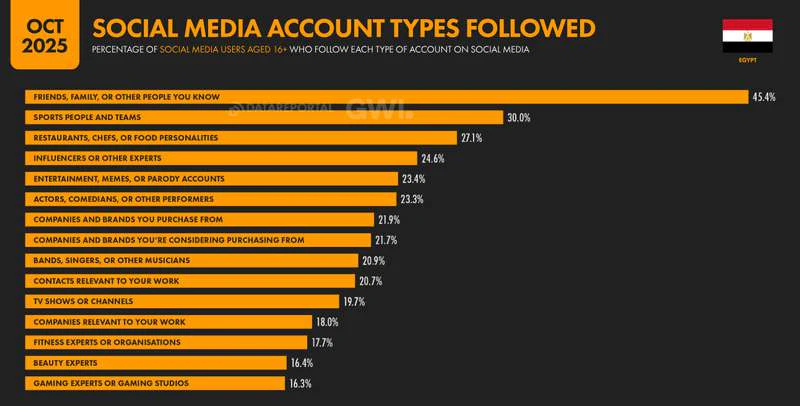 OCT
2025
SOCIAL MEDIA ACCOUNT TYPES FOLLOWED
PERCENTAGE OF SOCIAL MEDIA USERS AGED 16+ WHO FOLLOW EACH TYPE OF ACCOUNT ON SOCIAL MEDIA
EGYPT
FRIENDS, FAMILY, OR OTHER PEOPLE YOU KNOW 45.4%
DATAREPORTAL GWI.
SPORTS PEOPLE AND TEAMS 30.0%
RESTAURANTS, CHEFS, OR FOOD PERSONALITIES 27.1%
INFLUENCERS OR OTHER EXPERTS 24.6%
ENTERTAINMENT, MEMES, OR PARODY ACCOUNTS 23.4%
ACTORS, COMEDIANS, OR OTHER PERFORMERS 23.3%
COMPANIES AND BRANDS YOU PURCHASE FROM 21.9%
COMPANIES AND BRANDS YOU'RE CONSIDERING PURCHASING FROM 21.7%
BANDS, SINGERS, OR OTHER MUSICIANS 20.9%
CONTACTS RELEVANT TO YOUR WORK 20.7%
TV SHOWS OR CHANNELS 19.7%
COMPANIES RELEVANT TO YOUR WORK 18.0%
FITNESS EXPERTS OR ORGANISATIONS 17.7%
BEAUTY EXPERTS 16.4%
GAMING EXPERTS OR GAMING STUDIOS 16.3%